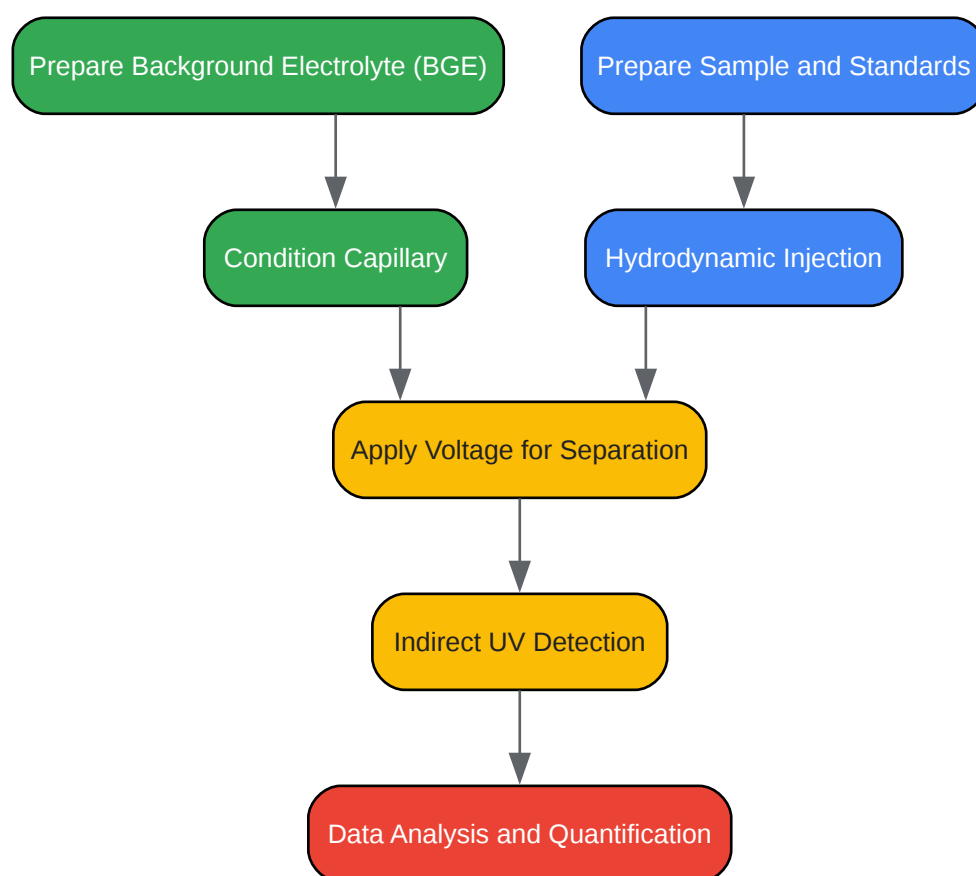 Prepare Background Electrolyte (BGE)
Prepare Sample and Standards
Condition Capillary
Hydrodynamic Injection
Apply Voltage for Separation
Indirect UV Detection
Data Analysis and Quantification